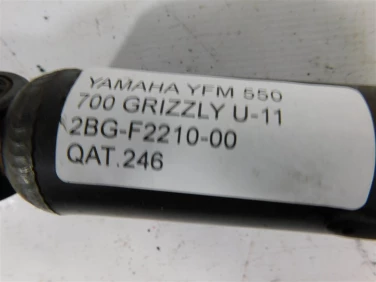 YAMAHA YFM 550
700 GRIZZLY U-11
2BG-F2210-00
QAT.246